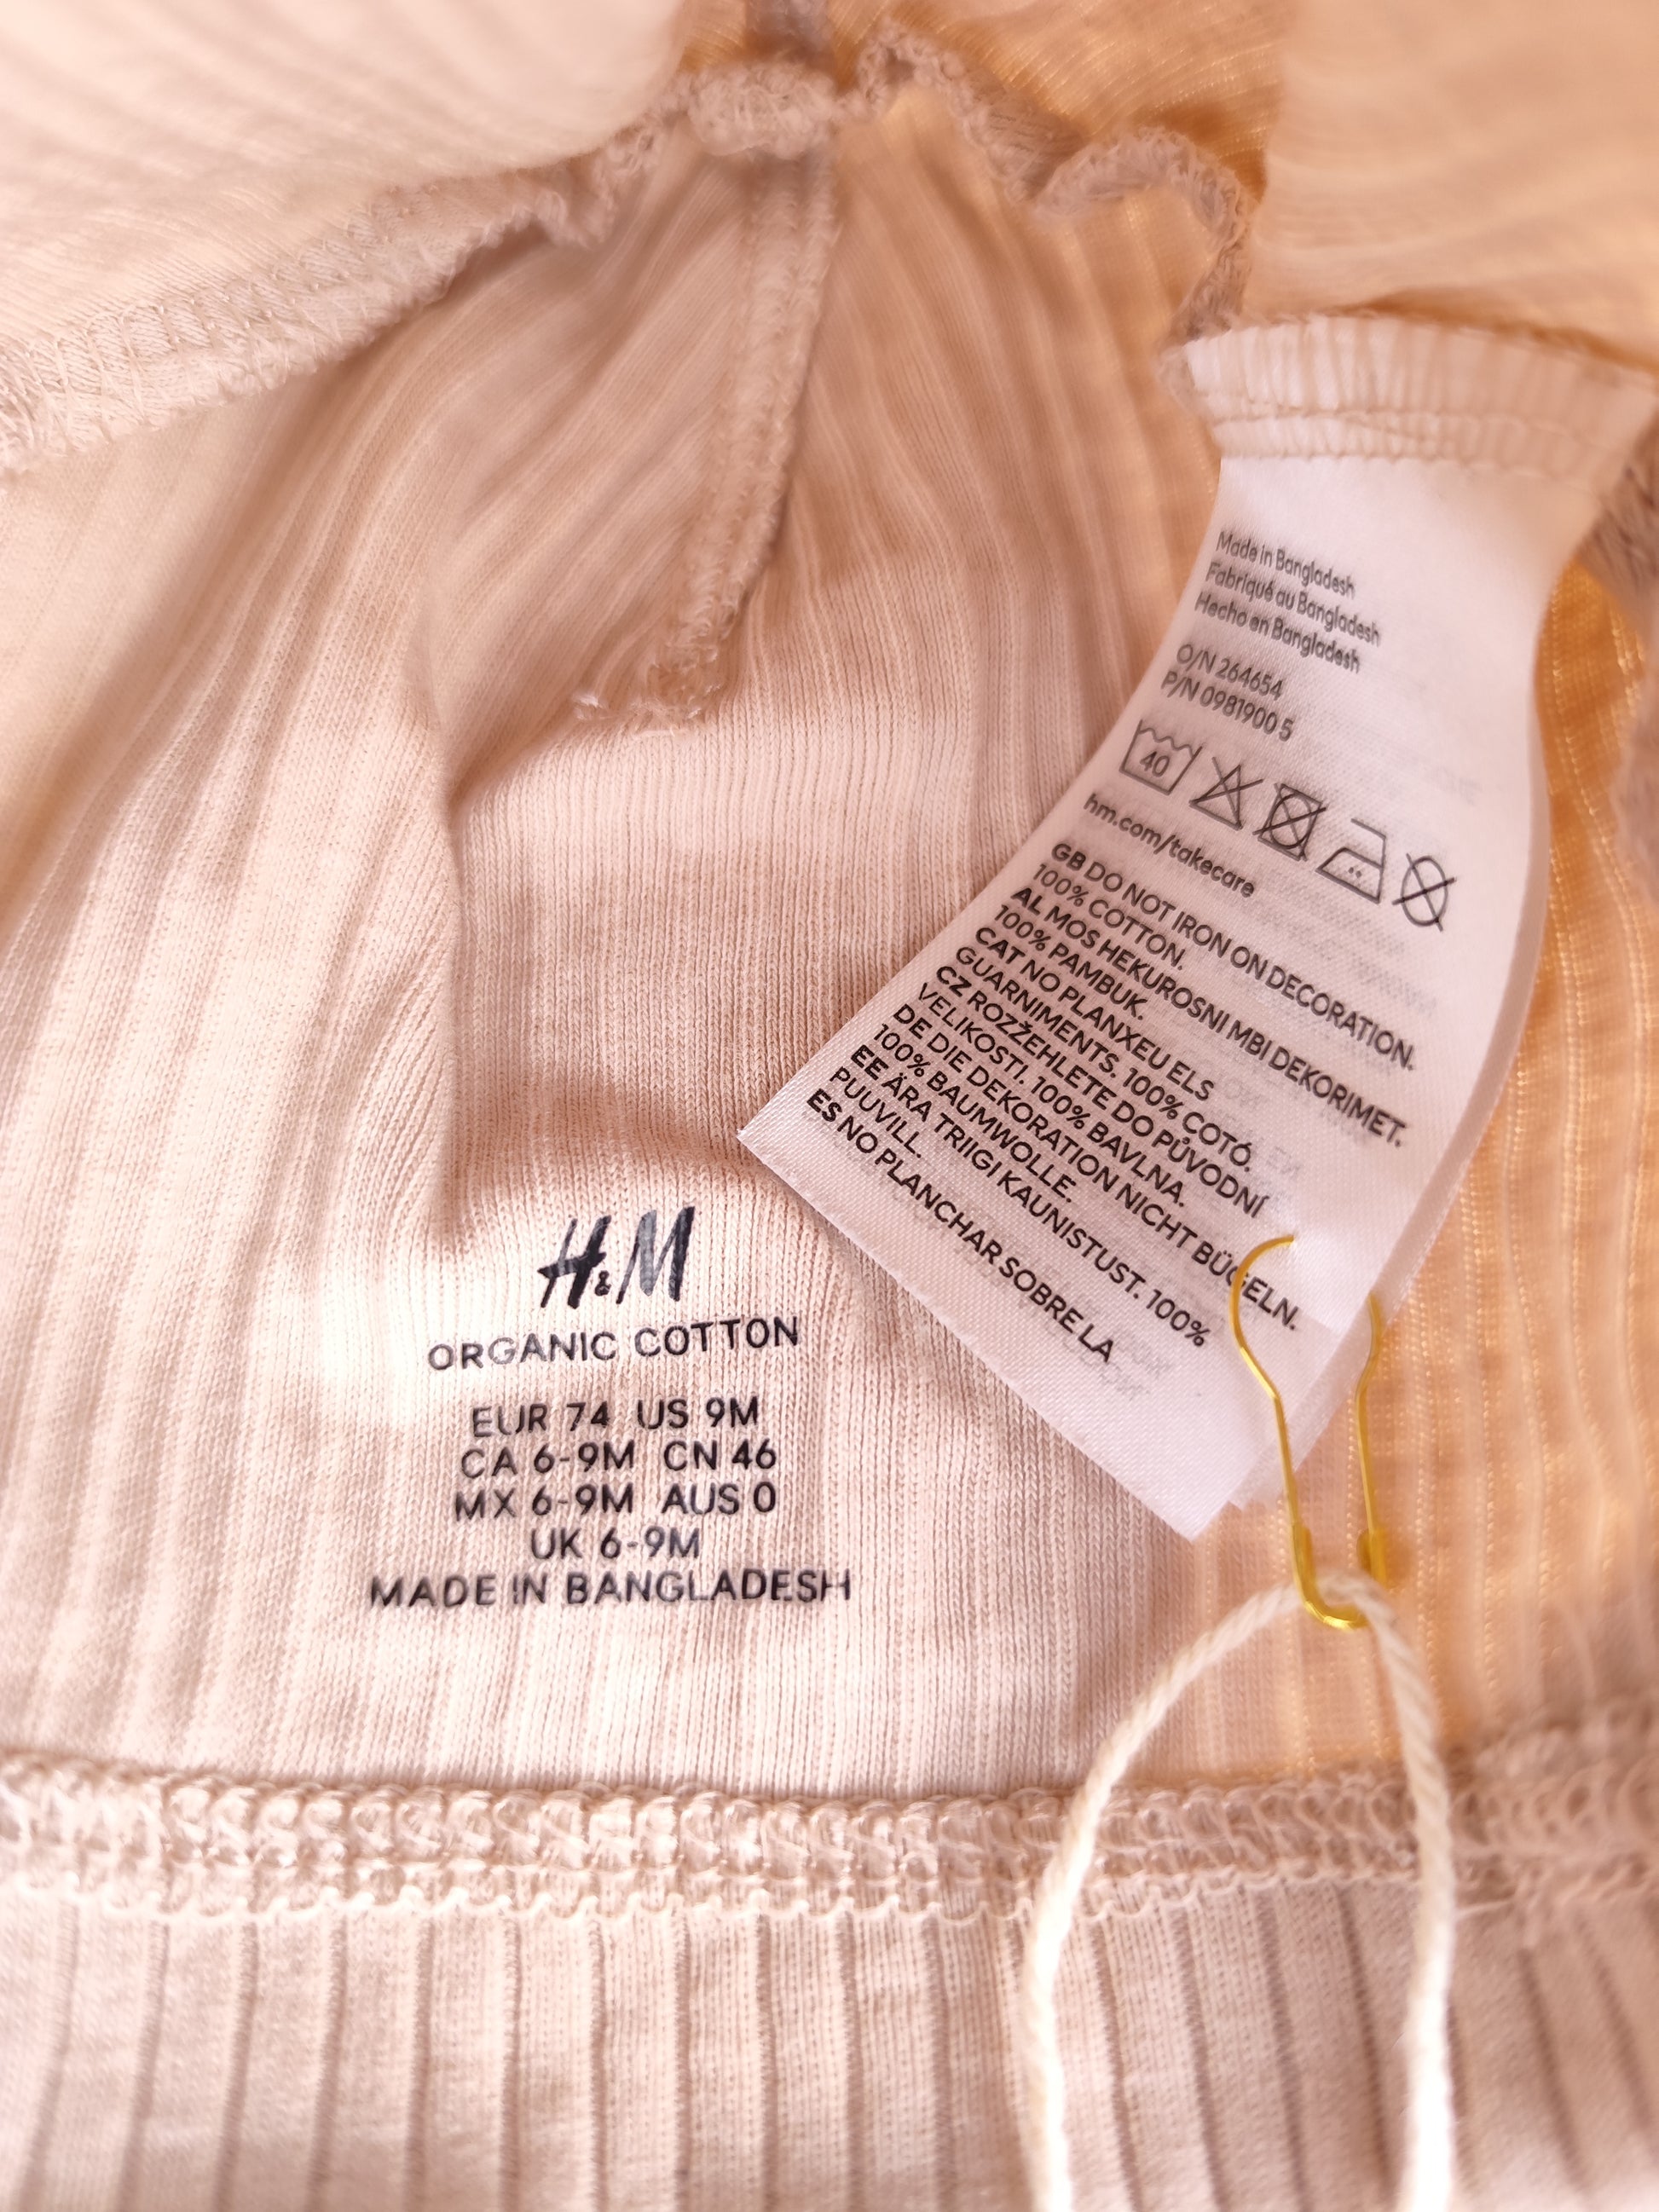 Made in Bangladesh
Fabriqué au Bangladesh
Hecho en Bangladesh
O/N 264654
P/N 0981900 5
40
hm.com/takecare
GB DO NOT IRON ON DECORATION.
100% COTTON.
AL MOS HEKUROSNI MBI DEKORIMET.
100% PAMBUK.
CAT NO PLANXEU ELS
GUARNIMENTS. 100% COTÓ.
CZ ROZŽEHLETE DO PŮVODNÍ
VELIKOSTI. 100% BAVLNA.
DE DIE DEKORATION NICHT BÜGELN.
100% BAUMWOLLE.
EE ÄRA TRIIGI KAUNISTUST. 100%
PUUVILL.
ES NO PLANCHAR SOBRE LA
H&M
ORGANIC COTTON
EUR 74 US 9M
CA 6-9M CN 46
MX 6-9M AUS 0
UK 6-9M
MADE IN BANGLADESH